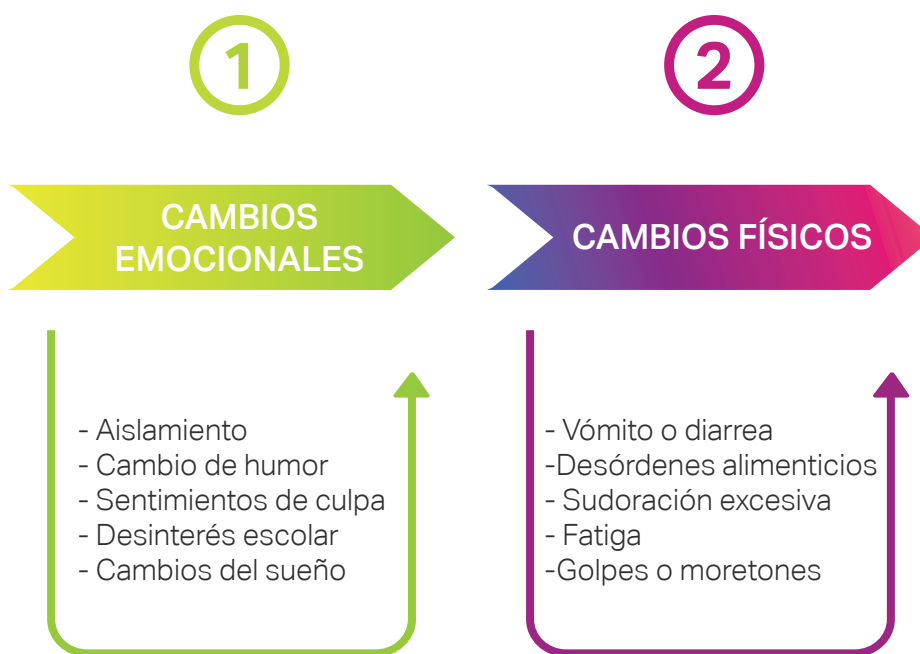 1
CAMBIOS
EMOCIONALES
- Aislamiento
- Cambio de humor
- Sentimientos de culpa
- Desinterés escolar
- Cambios del sueño
2
CAMBIOS FÍSICOS
- Vómito o diarrea
-Desórdenes alimenticios
- Sudoración excesiva
- Fatiga
-Golpes o moretones